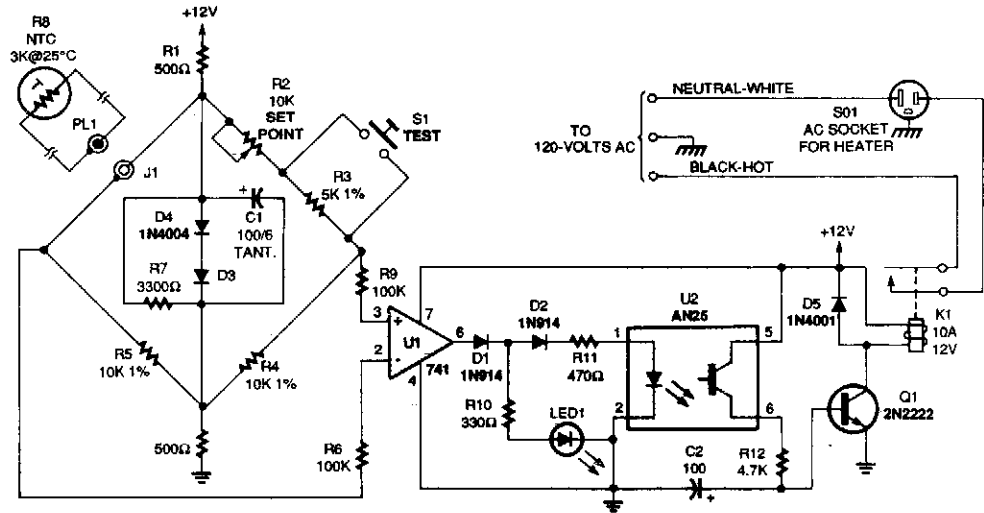 +12V
R8
NTC
3K@25°C
R1
500Ω
R2
10K
SET
POINT
S1
TEST
PL1
J1
R3
5K 1%
D4
1N4004
C1
100/6
TANT.
+
D3
R7
3300Ω
R5
10K 1%
R4
10K 1%
500Ω
R6
100K
R9
100K
3
+
2
-
U1
741
7
4
6
D1
1N914
D2
1N914
R10
330Ω
LED1
R11
470Ω
U2
AN25
1
2
5
6
C2
100
+
R12
4.7K
Q1
2N2222
D5
1N4001
+12V
K1
10A
12V
NEUTRAL-WHITE
TO
120-VOLTS AC
BLACK-HOT
S01
AC SOCKET
FOR HEATER